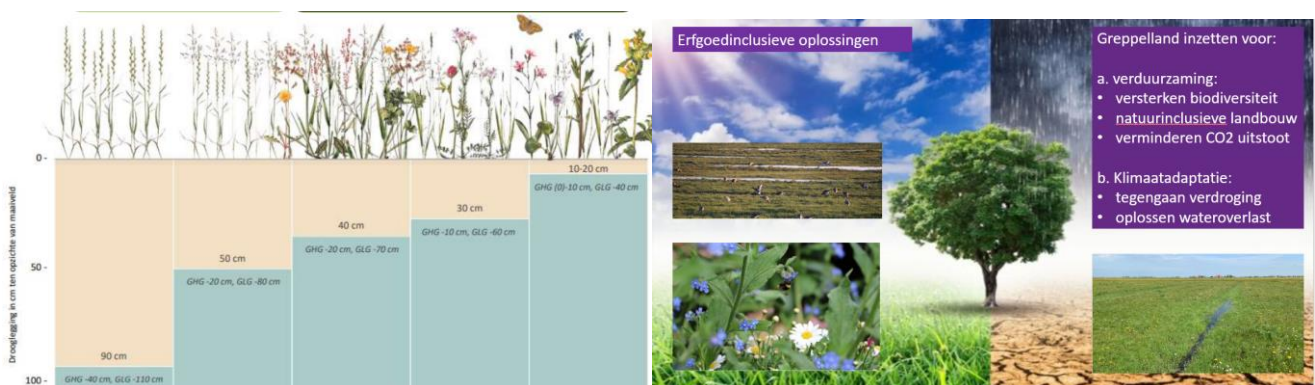 0 -
10-20 cm
GHG (0)-10 cm, GLG -40 cm
30 cm
GHG -10 cm, GLG -60 cm
40 cm
GHG -20 cm, GLG -70 cm
50 -
50 cm
GHG -20 cm, GLG -80 cm
90 cm
100 -
GHG -40 cm, GLG -110 cm
Drooglegging in cm ten opzichte van maaiveld
Erfgoedinclusieve oplossingen
Greppelland inzetten voor:
a. verduurzaming:
• versterken biodiversiteit
• natuurinclusieve landbouw
• verminderen CO2 uitstoot
b. Klimaatadaptatie:
• tegengaan verdroging
• oplossen wateroverlast